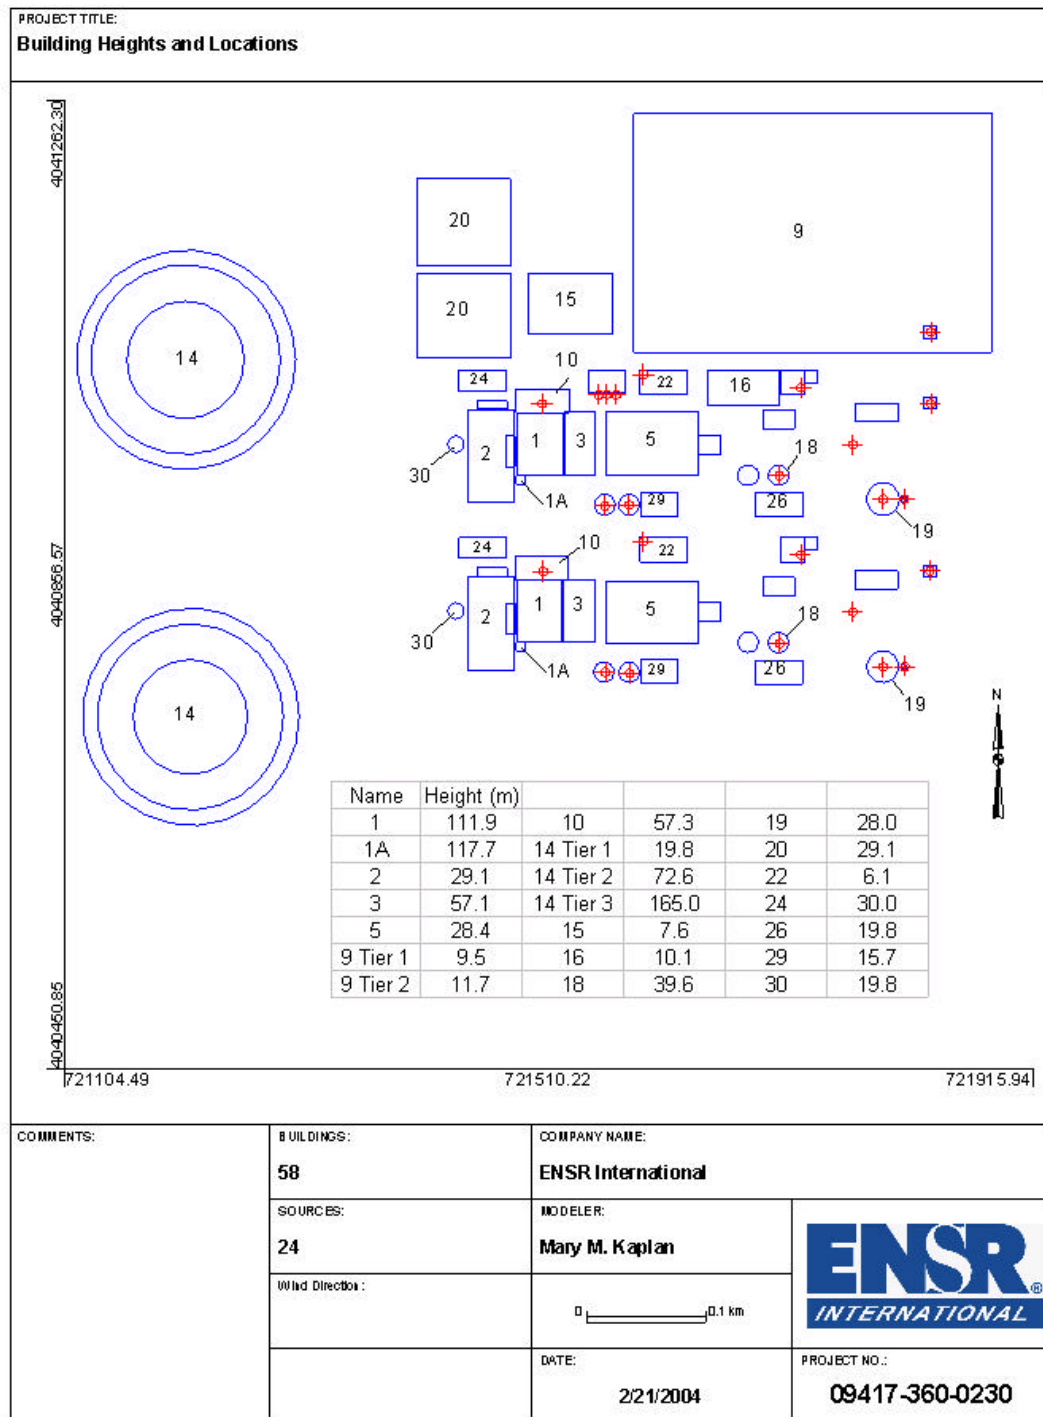 PROJECT TITLE:
Building Heights and Locations
4041262.30
4040856.57
4040450.85
20
9
20
15
14
10
24
22
16
2
1
3
5
18
30
1A
29
26
19
24
10
22
2
1
3
5
18
30
1A
29
26
19
14
N
Name Height (m)
1 111.9 10 57.3 19 28.0
1A 117.7 14 Tier 1 19.8 20 29.1
2 29.1 14 Tier 2 72.6 22 6.1
3 57.1 14 Tier 3 165.0 24 30.0
5 28.4 15 7.6 26 19.8
9 Tier 1 9.5 16 10.1 29 15.7
9 Tier 2 11.7 18 39.6 30 19.8
721104.49 721510.22 721915.94
COMMENTS:
BUILDINGS:
58
COMPANY NAME:
ENSR International
SOURCES:
24
MODELER:
Mary M. Kaplan
Wind Direction:
0 0.1 km
ENSR®
INTERNATIONAL
DATE:
2/21/2004
PROJECT NO.:
09417-360-0230